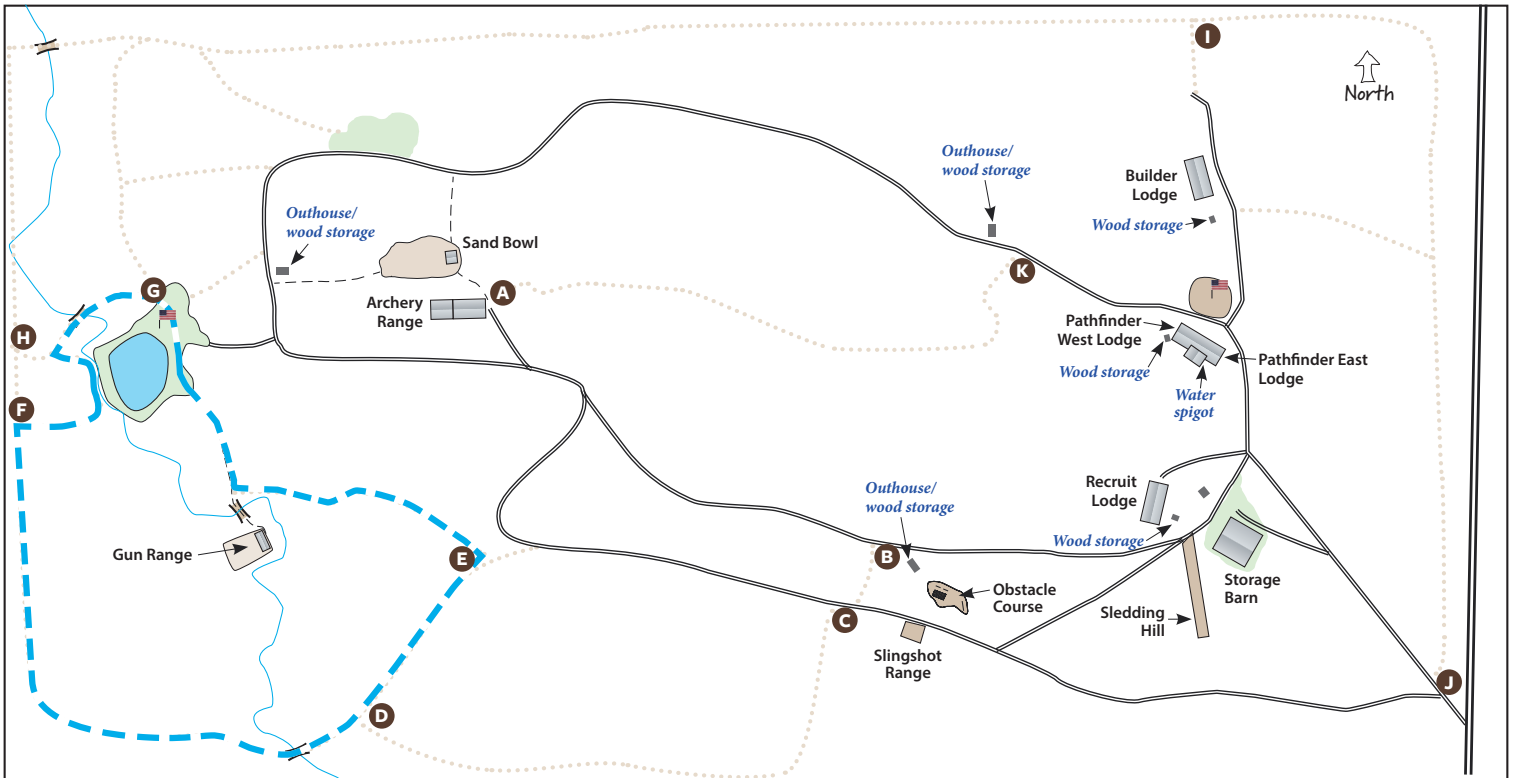 I
North
Outhouse/
wood storage
Builder
Lodge
Wood storage
Outhouse/
wood storage
Sand Bowl
K
G
A
Archery
Range
H
Pathfinder
West Lodge
Wood storage
Pathfinder East
Lodge
Water
spigot
F
Recruit
Lodge
Outhouse/
wood storage
Wood storage
Gun Range
E
B
Storage
Barn
Obstacle
Course
Sledding
Hill
C
Slingshot
Range
J
D